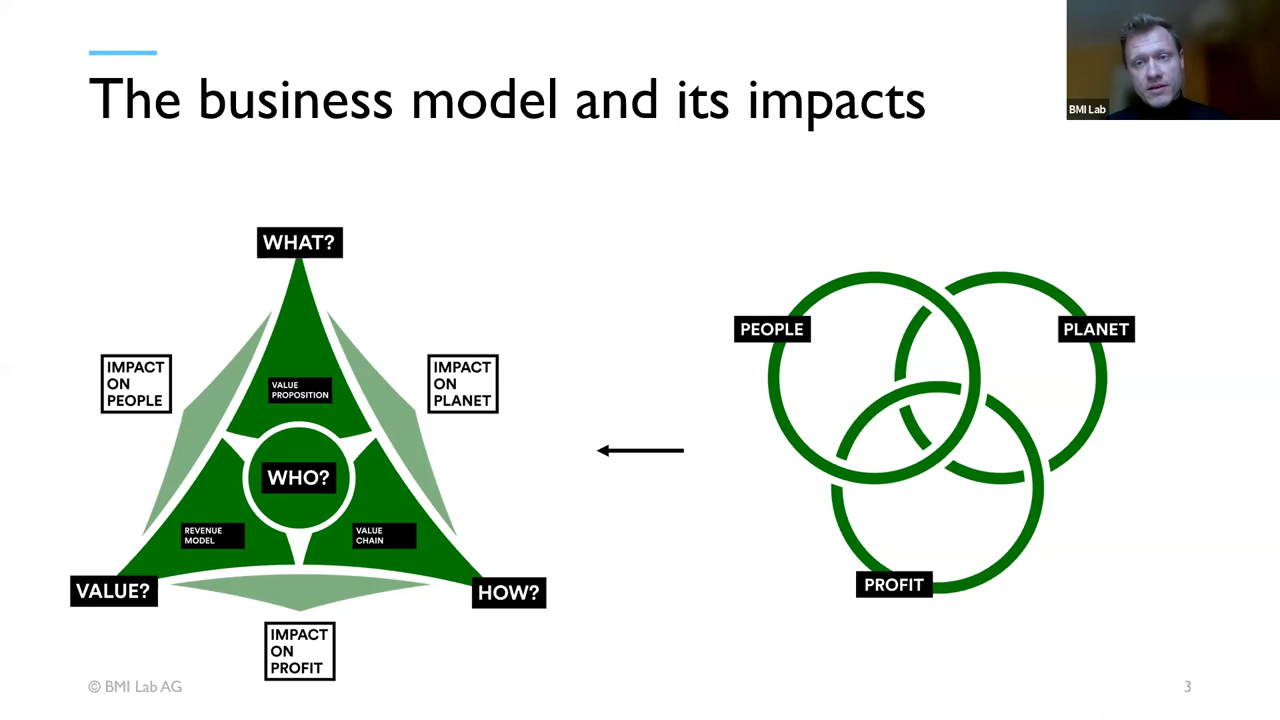 The business model and its impacts
BMI Lab
WHAT?
IMPACT
ON
PEOPLE
IMPACT
ON
PLANET
VALUE
PROPOSITION
WHO?
REVENUE
MODEL
VALUE
CHAIN
VALUE?
HOW?
IMPACT
ON
PROFIT
PEOPLE
PLANET
PROFIT
© BMI Lab AG
3